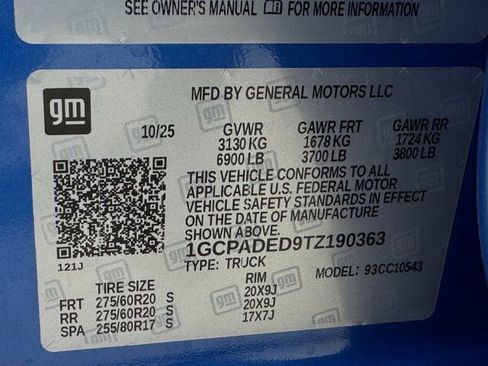 SEE OWNER'S MANUAL FOR MORE INFORMATION
gm
MFD BY GENERAL MOTORS LLC
10/25 GVWR GAWR FRT GAWR RR
3130 KG 1678 KG 1724 KG
6900 LB 3700 LB 3800 LB
THIS VEHICLE CONFORMS TO ALL
APPLICABLE U.S. FEDERAL MOTOR
VEHICLE SAFETY STANDARDS IN EFFECT
ON THE DATE OF MANUFACTURE
SHOWN ABOVE.
121J
1GCPADED9TZ190363
TYPE: TRUCK MODEL: 93CC10543
TIRE SIZE RIM
FRT 275/60R20 S 20X9J
RR 275/60R20 S 20X9J
SPA 255/80R17 S 17X7J